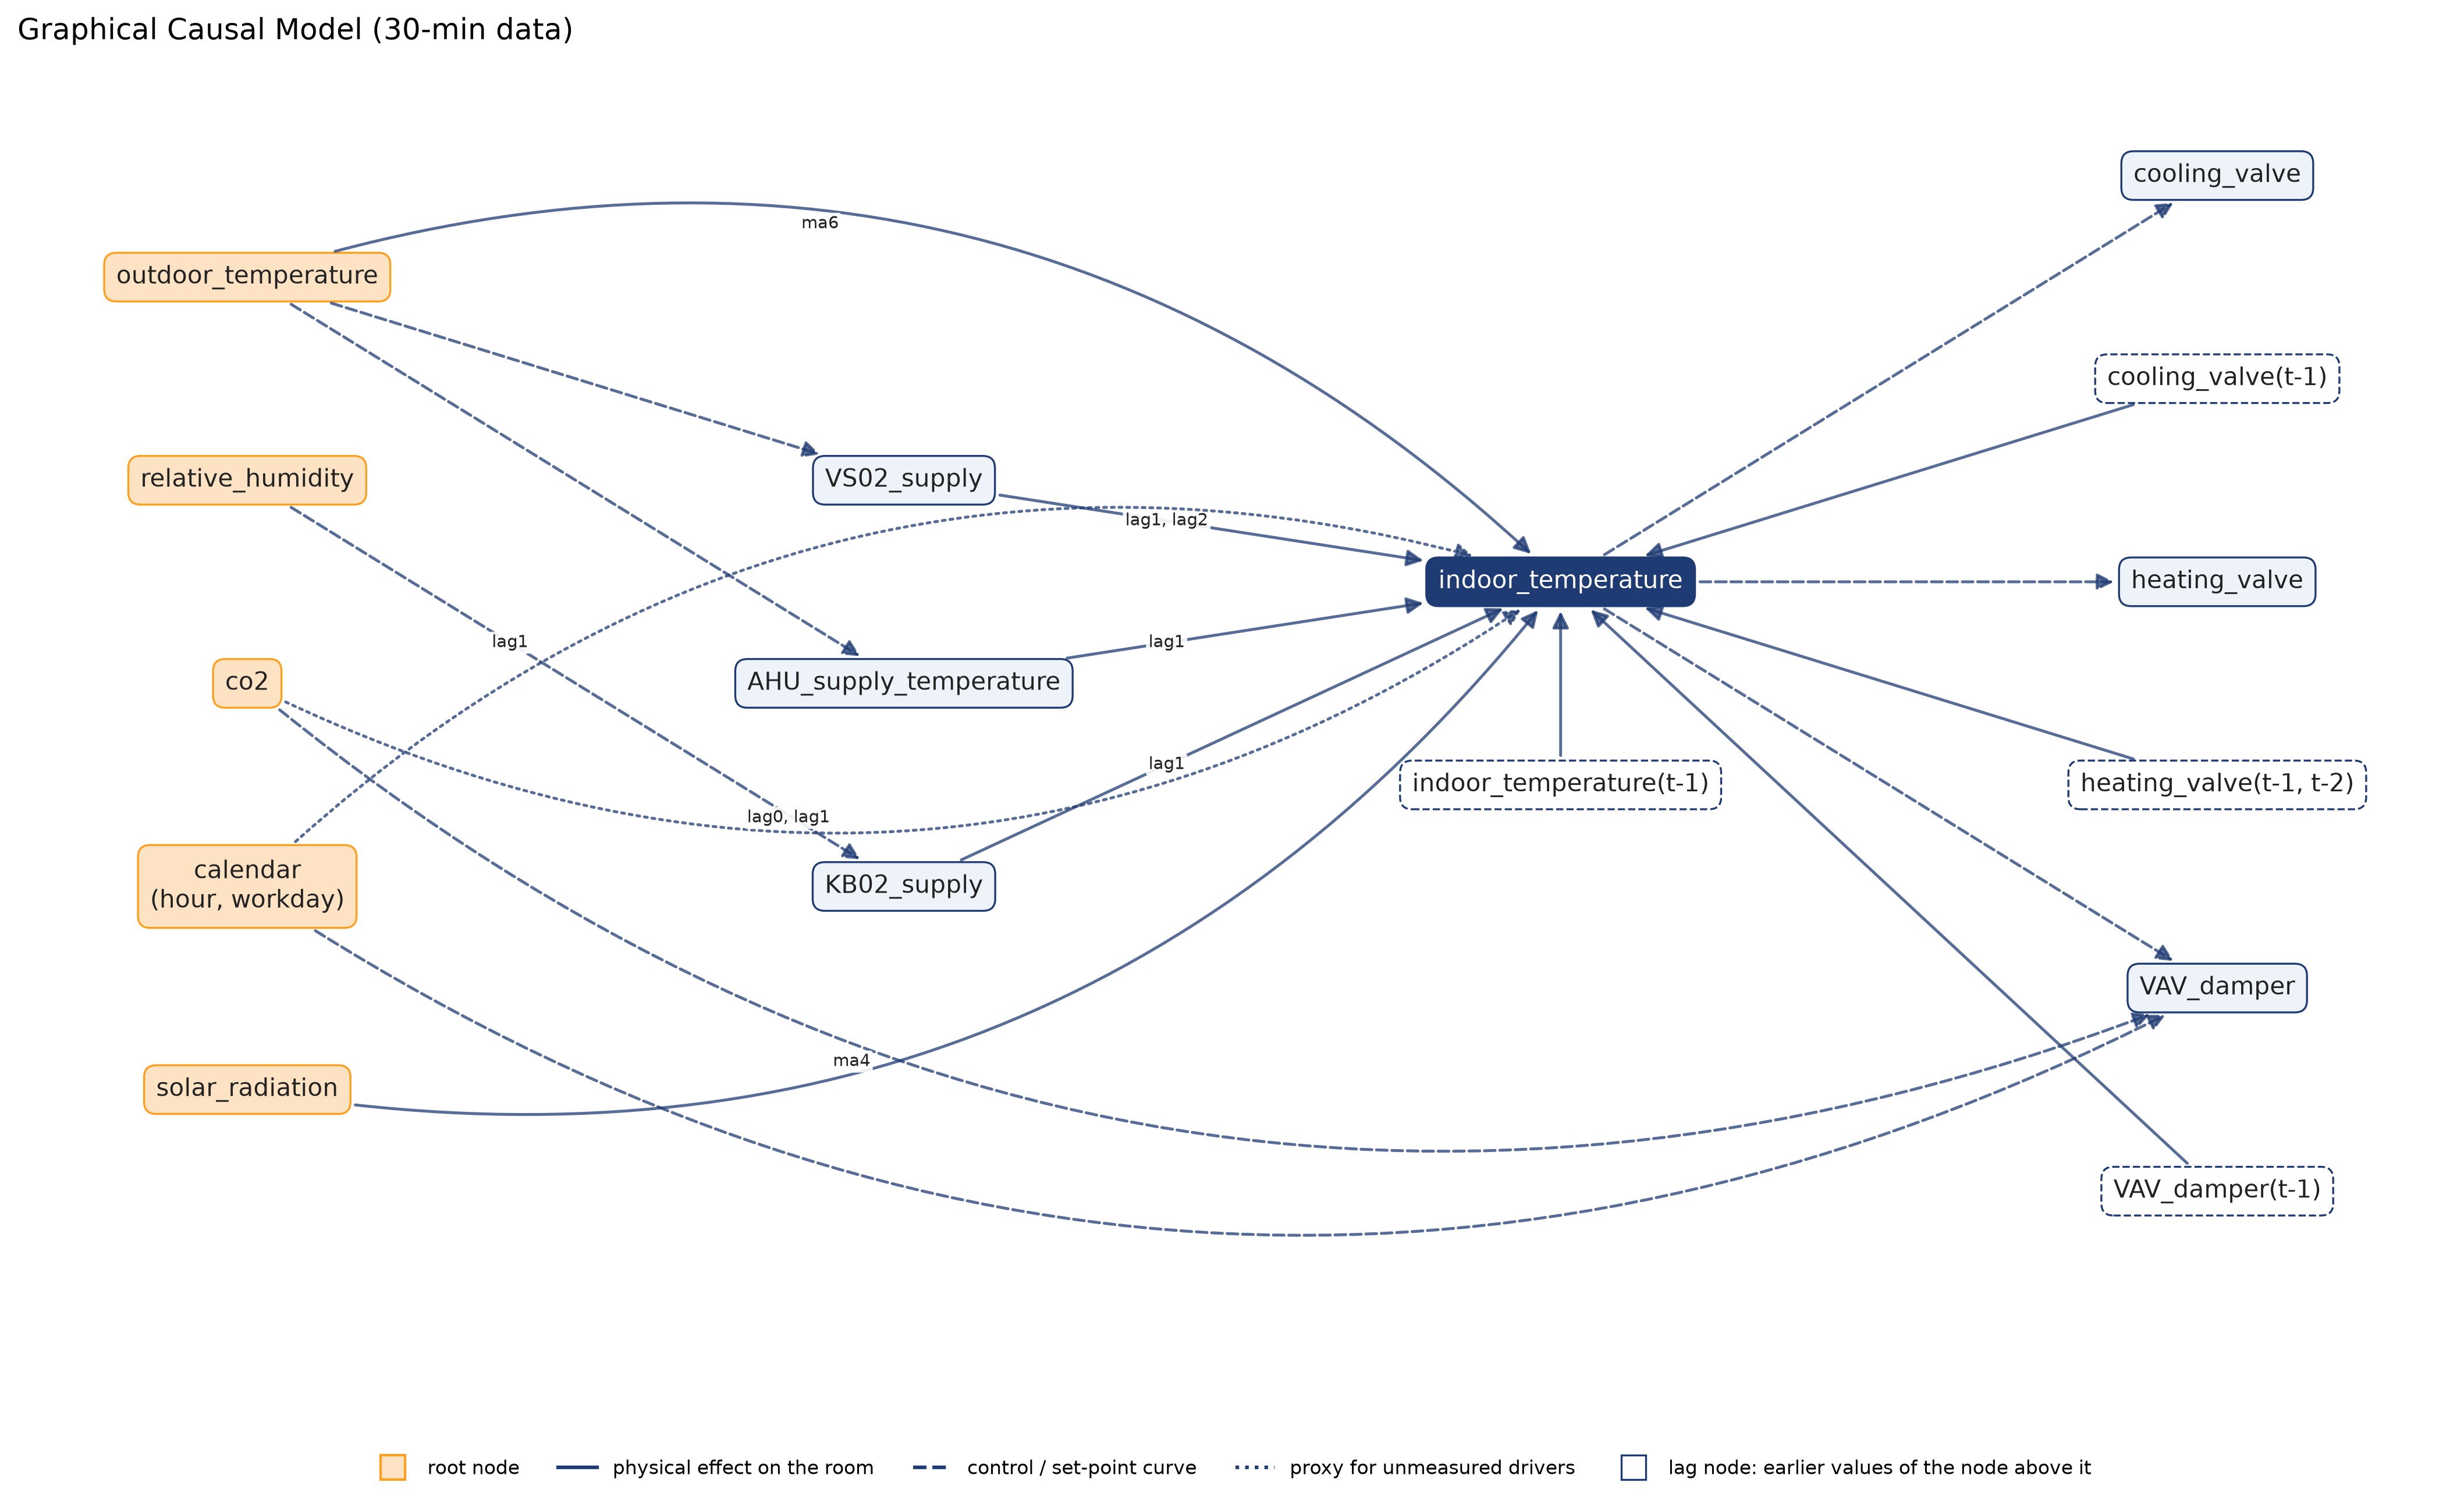 Graphical Causal Model (30-min data)
cooling_valve
ma6
outdoor_temperature
cooling_valve(t-1)
relative_humidity
VS02_supply
lag1, lag2
indoor_temperature
heating_valve
lag1
lag1
co2
AHU_supply_temperature
lag1
indoor_temperature(t-1)
heating_valve(t-1, t-2)
lag0, lag1
calendar
(hour, workday)
KB02_supply
VAV_damper
ma4
solar_radiation
VAV_damper(t-1)
root node
physical effect on the room
control / set-point curve
proxy for unmeasured drivers
lag node: earlier values of the node above it